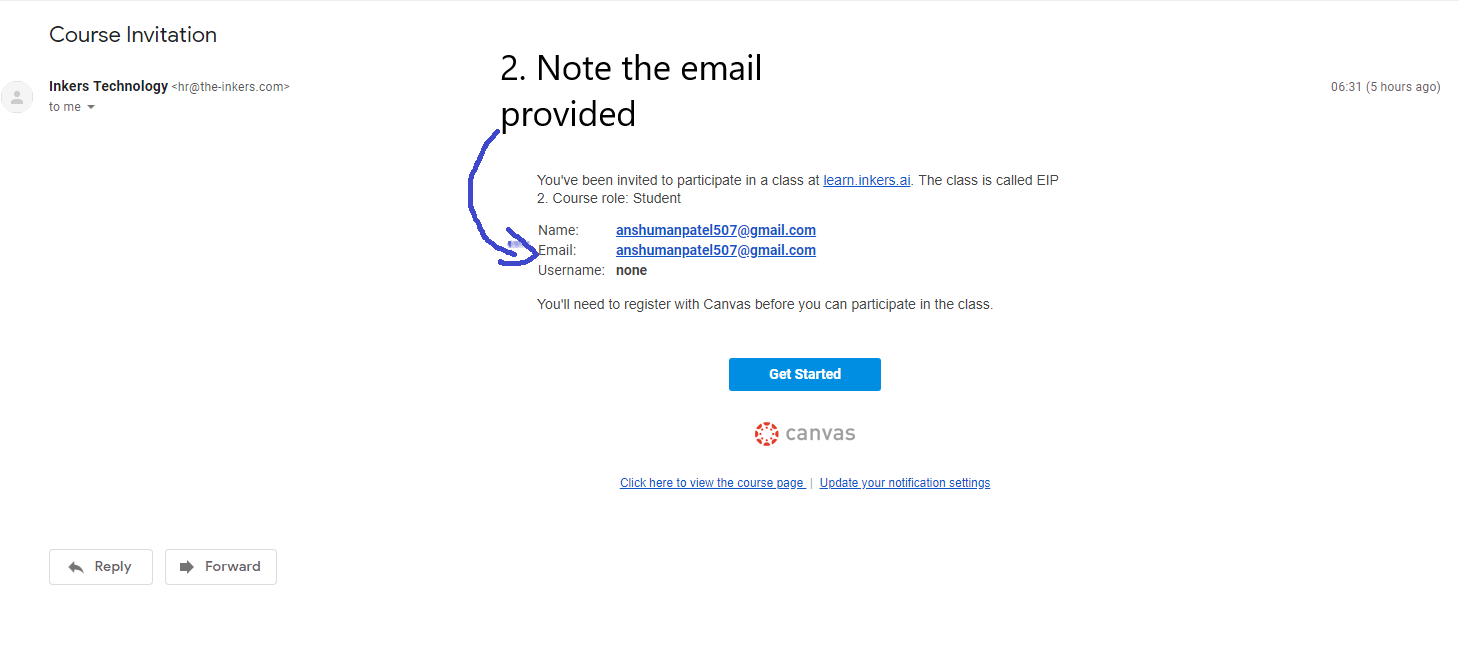 Course Invitation
2. Note the email
provided
Inkers Technology <hr@the-inkers.com>
06:31 (5 hours ago)
to me
You've been invited to participate in a class at learn.inkers.ai. The class is called EIP
2. Course role: Student
Name: anshumanpatel507@gmail.com
Email: anshumanpatel507@gmail.com
Username: none
You'll need to register with Canvas before you can participate in the class.
Get Started
canvas
Click here to view the course page | Update your notification settings
Reply Forward